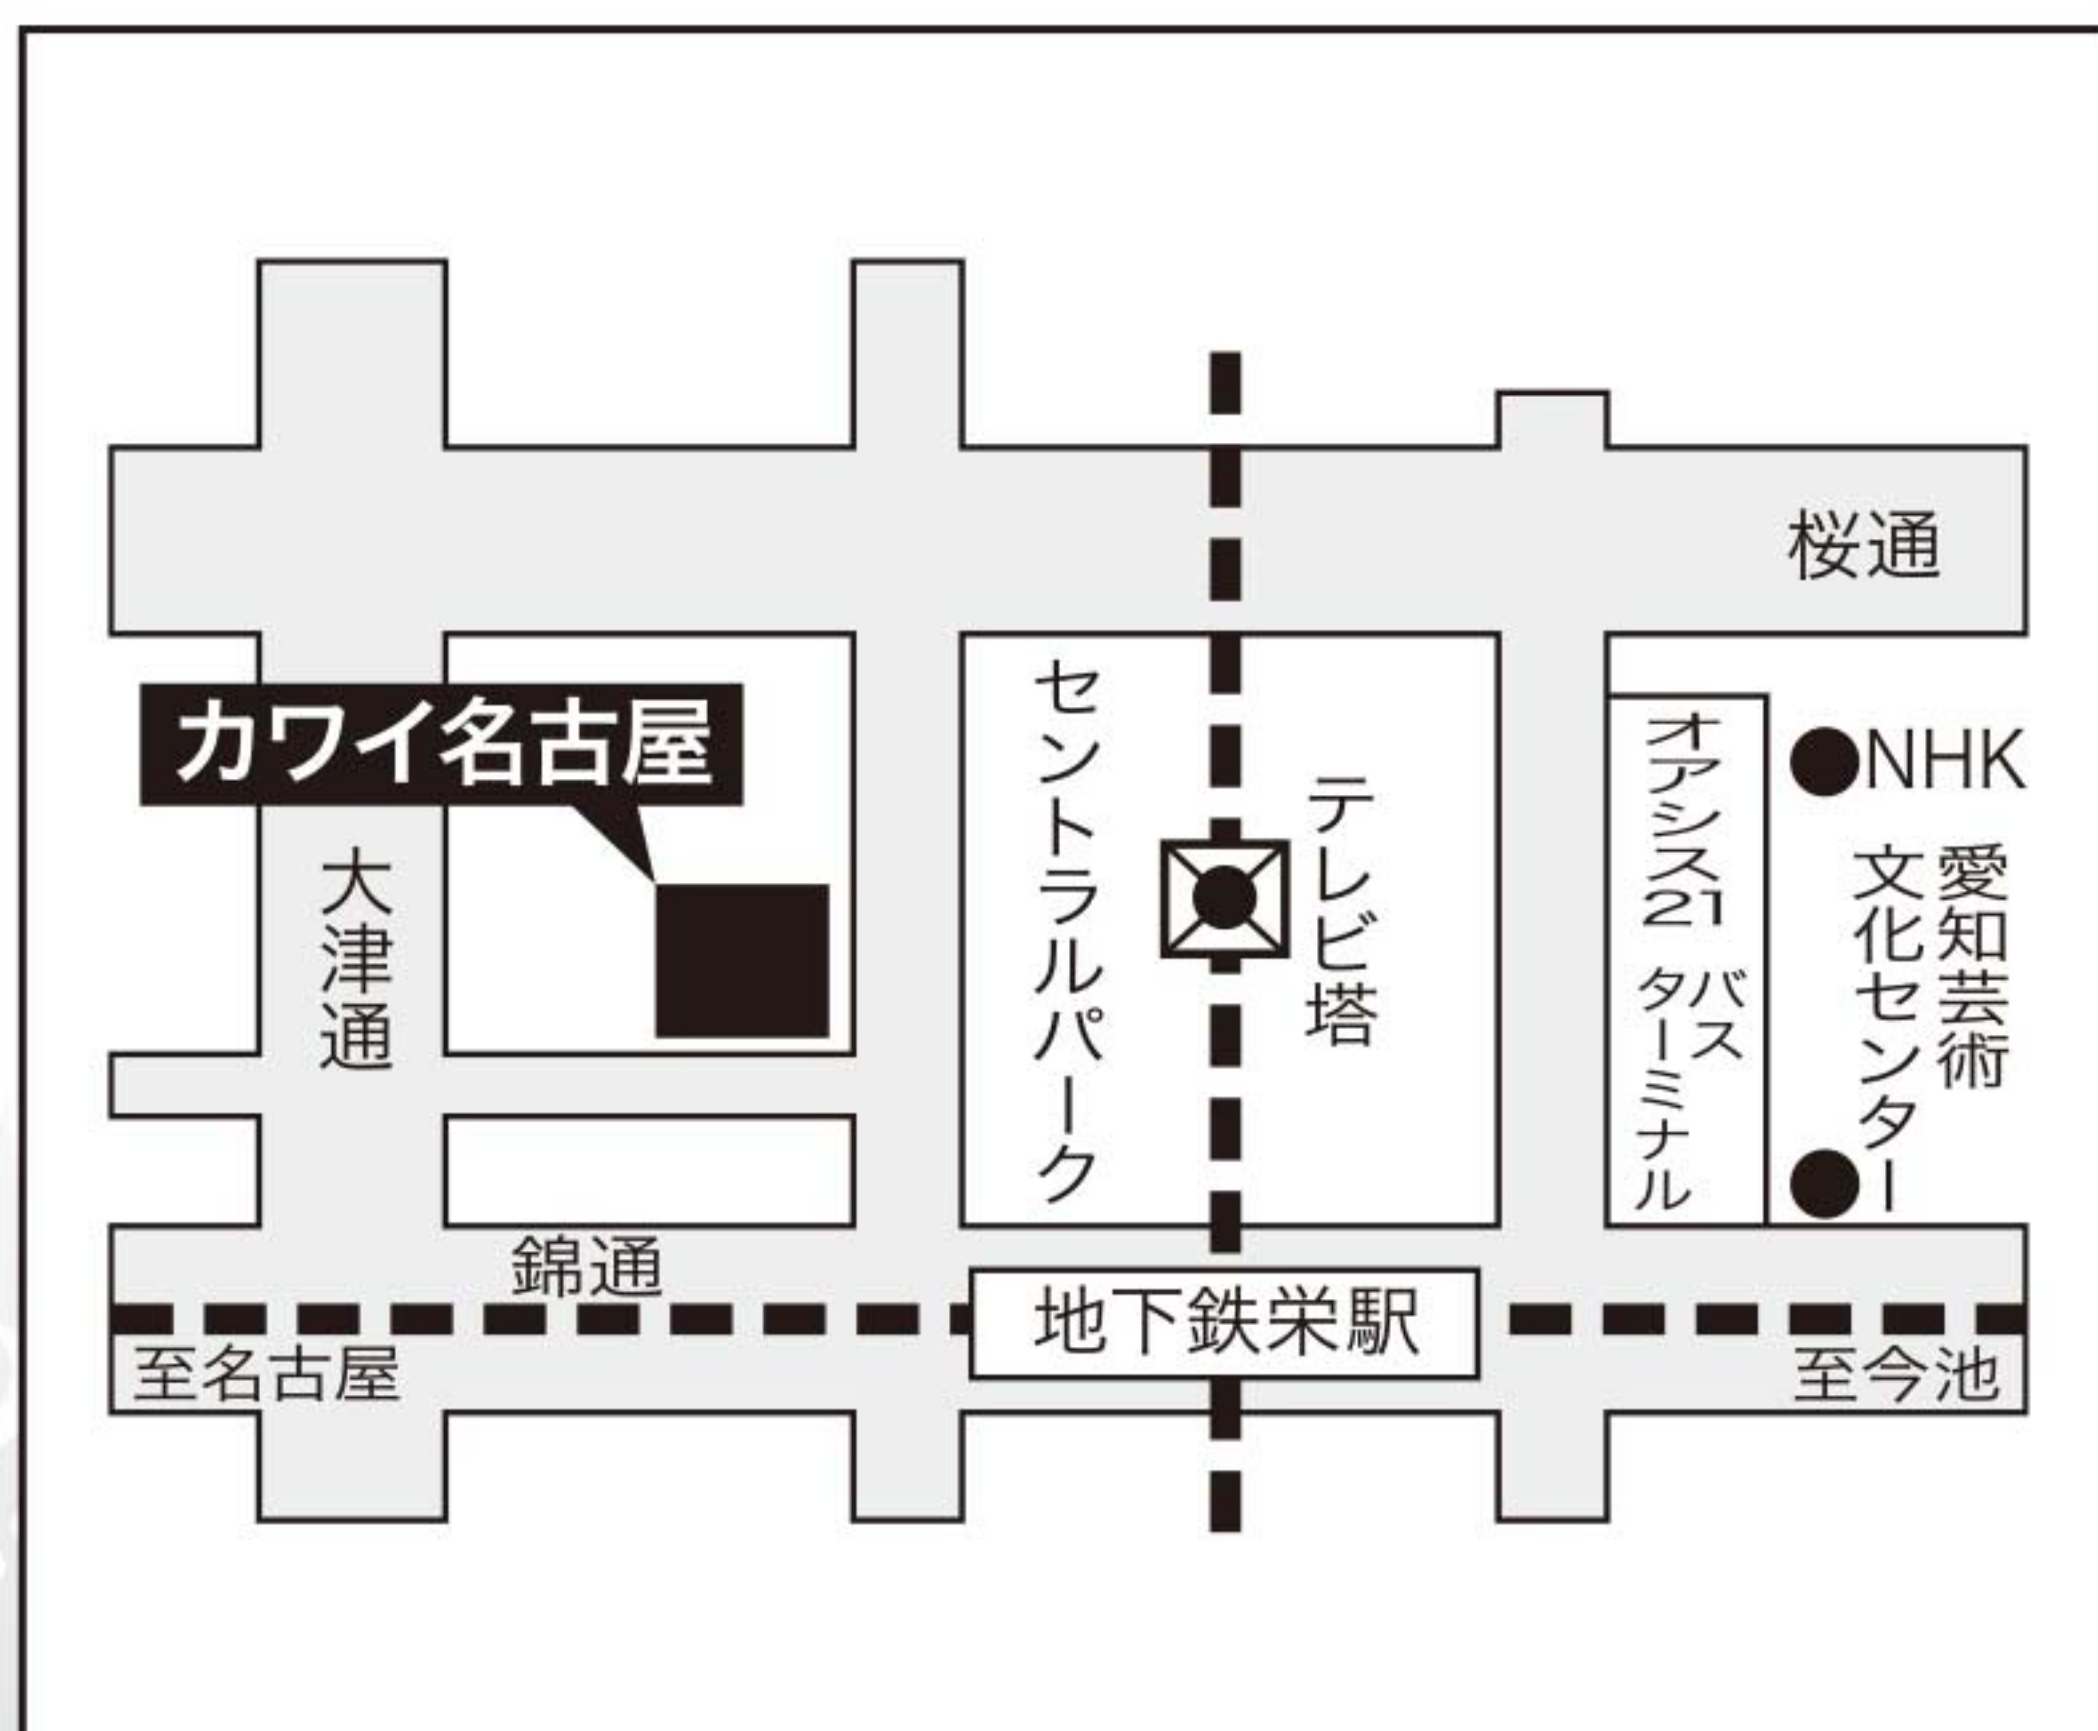 桜通
カワイ名古屋
大津通
セントラルパーク
テレビ塔
オアシス21
バス
ターミナル
NHK
愛知芸術
文化センター
錦通
地下鉄栄駅
至名古屋
至今池